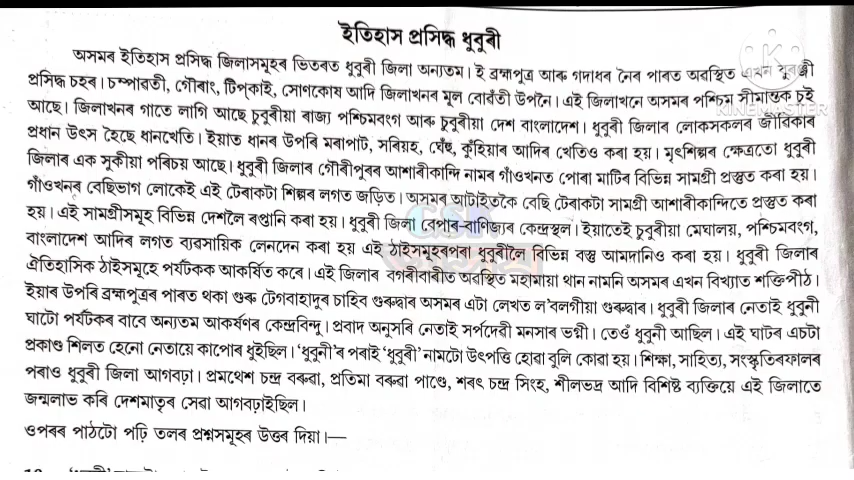 ইতিহাস প্ৰসিদ্ধ ধুবুৰী
অসমৰ ইতিহাস প্ৰসিদ্ধ জিলাসমূহৰ ভিতৰত ধুবুৰী জিলা অন্যতম। ই ব্ৰহ্মপুত্ৰ আৰু গদাধৰ নৈৰ পাৰত অৱস্থিত এখন পুৰঞ্জী
প্ৰসিদ্ধ চহৰ। চম্পাৱতী, গৌৰাং, টিপ্‌কাই, সোণকোষ আদি জিলাখনৰ মূল বোৱঁতী উপনৈ। এই জিলাখনে অসমৰ পশ্চিম সীমান্তক চুই
আছে। জিলাখনৰ গাতে লাগি আছে চুবুৰীয়া ৰাজ্য পশ্চিমবংগ আৰু চুবুৰীয়া দেশ বাংলাদেশ। ধুবুৰী জিলাৰ লোকসকলৰ জীৱিকাৰ
প্ৰধান উৎস হৈছে ধানখেতি। ইয়াত ধানৰ উপৰি মৰাপাট, সৰিয়হ, ঘেঁহু, কুঁহিয়াৰ আদিৰ খেতিও কৰা হয়। মৃৎশিল্পৰ ক্ষেত্ৰতো ধুবুৰী
জিলাৰ এক সুকীয়া পৰিচয় আছে। ধুবুৰী জিলাৰ গৌৰীপুৰৰ আশাৰীকান্দি নামৰ গাঁওখনত পোৰা মাটিৰ বিভিন্ন সামগ্ৰী প্ৰস্তুত কৰা হয়।
গাঁওখনৰ বেছিভাগ লোকেই এই টেৰাকটা শিল্পৰ লগত জড়িত। অসমৰ আটাইতকৈ বেছি টেৰাকটা সামগ্ৰী আশাৰীকান্দিতে প্ৰস্তুত কৰা
হয়। এই সামগ্ৰীসমূহ বিভিন্ন দেশলৈ ৰপ্তানি কৰা হয়। ধুবুৰী জিলা বেপাৰ-বাণিজ্যৰ কেন্দ্ৰস্থল। ইয়াতেই চুবুৰীয়া মেঘালয়, পশ্চিমবংগ,
বাংলাদেশ আদিৰ লগত ব্যৱসায়িক লেনদেন কৰা হয় এই ঠাইসমূহৰপৰা ধুবুৰীলৈ বিভিন্ন বস্তু আমদানিও কৰা হয়। ধুবুৰী জিলাৰ
ঐতিহাসিক ঠাইসমূহে পৰ্যটকক আকৰ্ষিত কৰে। এই জিলাৰ বগৰীবাৰীত অৱস্থিত মহামায়া থান নামনি অসমৰ এখন বিখ্যাত শক্তিপীঠ।
ইয়াৰ উপৰি ব্ৰহ্মপুত্ৰৰ পাৰত থকা গুৰু টেগবাহাদুৰ চাহিব গুৰুদ্বাৰ অসমৰ এটা লেখত ল'বলগীয়া গুৰুদ্বাৰ। ধুবুৰী জিলাৰ নেতাই ধুবুনী
ঘাটো পৰ্যটকৰ বাবে অন্যতম আকৰ্ষণৰ কেন্দ্ৰবিন্দু। প্ৰবাদ অনুসৰি নেতাই সৰ্পদেবী মনসাৰ ভগ্নী। তেওঁ ধুবুনী আছিল। এই ঘাটৰ এচটা
প্ৰকাণ্ড শিলত হেনো নেতায়ে কাপোৰ ধুইছিল। 'ধুবুনী'ৰ পৰাই 'ধুবুৰী' নামটো উৎপত্তি হোৱা বুলি কোৱা হয়। শিক্ষা, সাহিত্য, সংস্কৃতিৰফালৰ
পৰাও ধুবুৰী জিলা আগবঢ়া। প্ৰমথেশ চন্দ্ৰ বৰুৱা, প্ৰতিমা বৰুৱা পাণ্ডে, শৰৎ চন্দ্ৰ সিংহ, শীলভদ্ৰ আদি বিশিষ্ট ব্যক্তিয়ে এই জিলাতে
জন্মলাভ কৰি দেশমাতৃৰ সেৱা আগবঢ়াইছিল।
ওপৰৰ পাঠটো পঢ়ি তলৰ প্ৰশ্নসমূহৰ উত্তৰ দিয়া।—
KINEMASTER